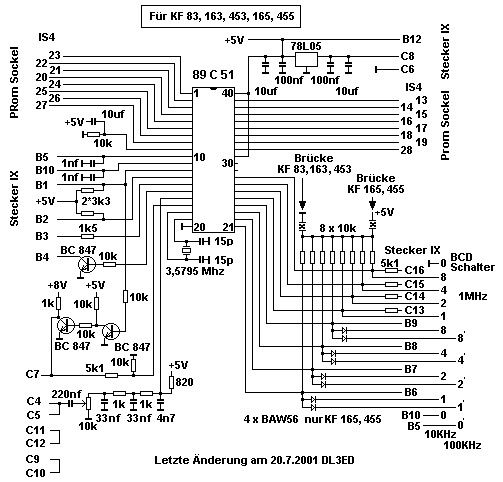 Für KF 83, 163, 453, 165, 455
IS4
+5V
B12
78L05
C8
C6
10uf
100nf
100nf
10uf
Stecker IX
PRom Sockel
23
22
21
20
24
25
26
27
89 C 51
1
40
10
30
20
21
IS4
13
14
15
16
17
18
19
28
Prom Sockel
+5V
10uf
10k
B5
1nf
B10
1nf
B1
+5V
2*3k3
B2
B3
1k5
Stecker IX
B4
BC 847
10k
15p
15p
3,5795 Mhz
Brücke
KF 83,163, 453
Brücke
KF 165, 455
+5V
8 x 10k
Stecker IX
BCD
Schalter
0
5k1
C16
8
C15
4
C14
2
1MHz
C13
1
B9
8
8'
B8
4
4'
B7
2
2'
B6
1
1'
4 x BAW56 nur KF 165, 455
B10
0
B5
0'
10KHz
100KHz
+8V
+5V
1k
10k
10k
BC 847
BC 847
10k
C7
5k1
+5V
820
220nf
C4
C5
10k
1k
1k
33nf
33nf
4n7
C11
C12
C9
C10
Letzte Änderung am 20.7.2001 DL3ED